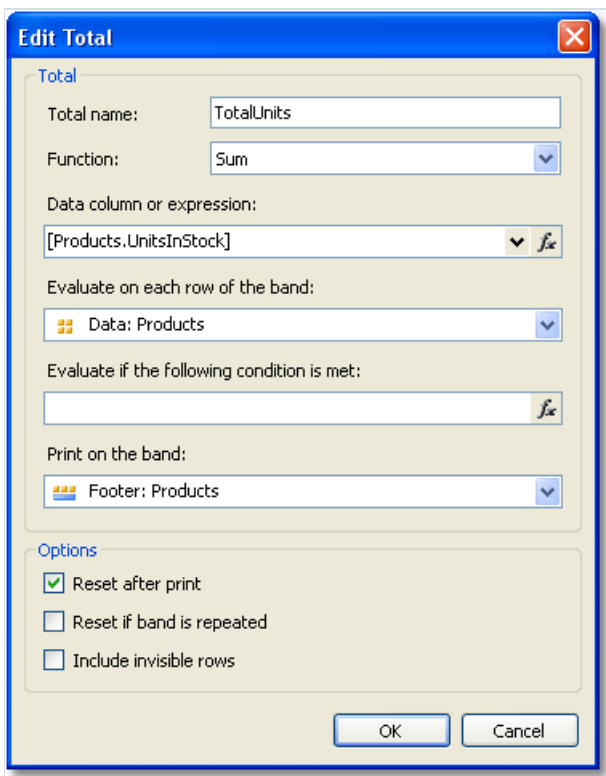 Edit Total
Total
Total name: TotalUnits
Function: Sum
Data column or expression:
[Products.UnitsInStock] fx
Evaluate on each row of the band:
Data: Products
Evaluate if the following condition is met:
fx
Print on the band:
Footer: Products
Options
Reset after print
Reset if band is repeated
Include invisible rows
OK Cancel